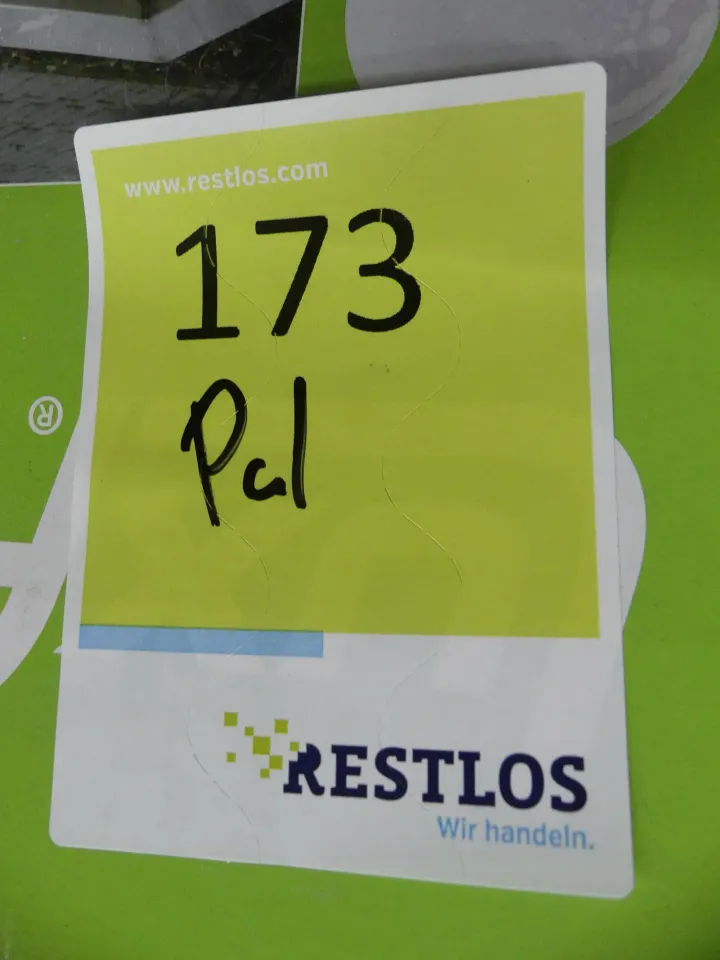 www.restlos.com
173
Pal
®
RESTLOS
Wir handeln.